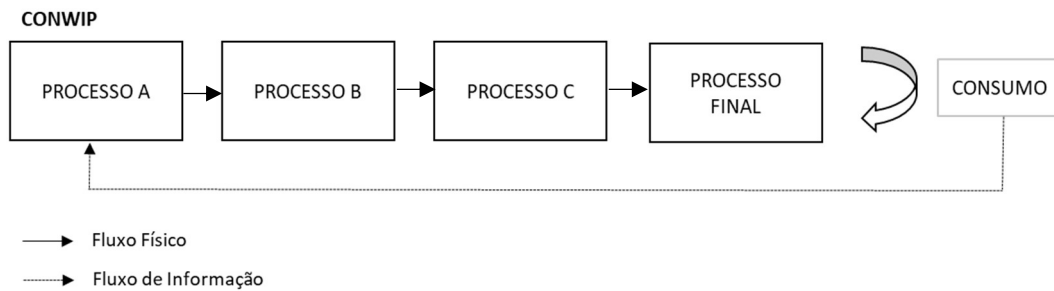 CONWIP
PROCESSO A
PROCESSO B
PROCESSO C
PROCESSO
FINAL
CONSUMO
Fluxo Físico
Fluxo de Informação